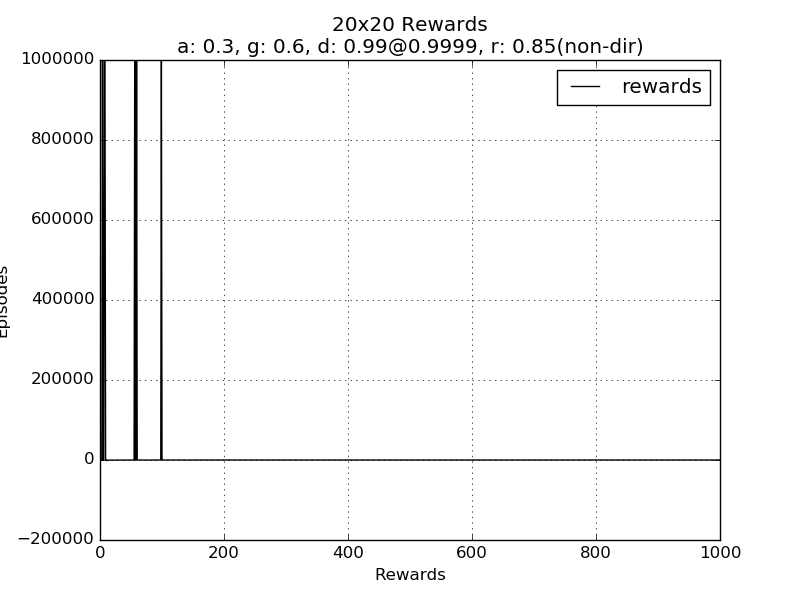 20x20 Rewards
a: 0.3, g: 0.6, d: 0.99@0.9999, r: 0.85(non-dir)
1000000
rewards
800000
600000
400000
Episodes
200000
0
−200000
0 200 400 600 800 1000
Rewards